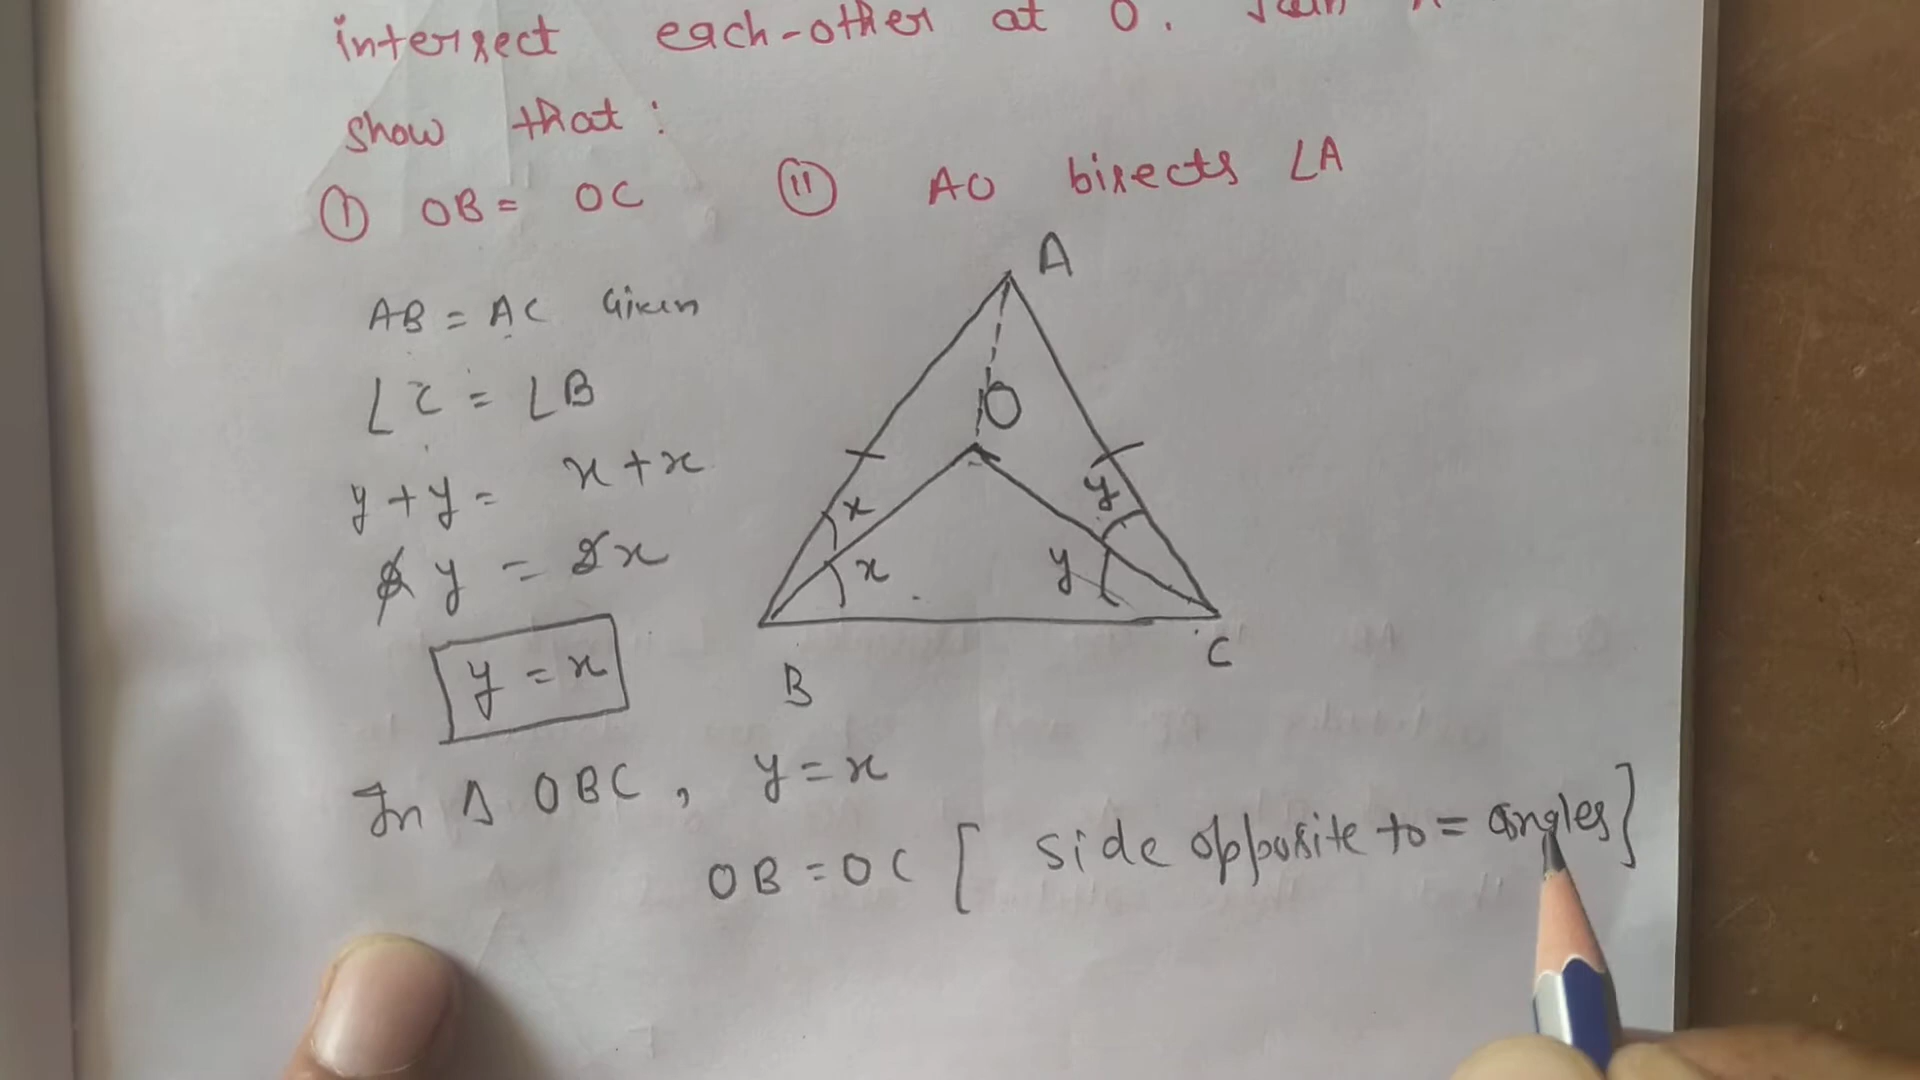 intersect each-other at O.
show that:
I OB = OC II AO bisects ∠A
A
AB = AC Given
∠C = ∠B
O
y + y = x + x
x y
2y = 2x
x y
y = x
B C
In Δ OBC, y = x
OB = OC [ side opposite to = angles ]